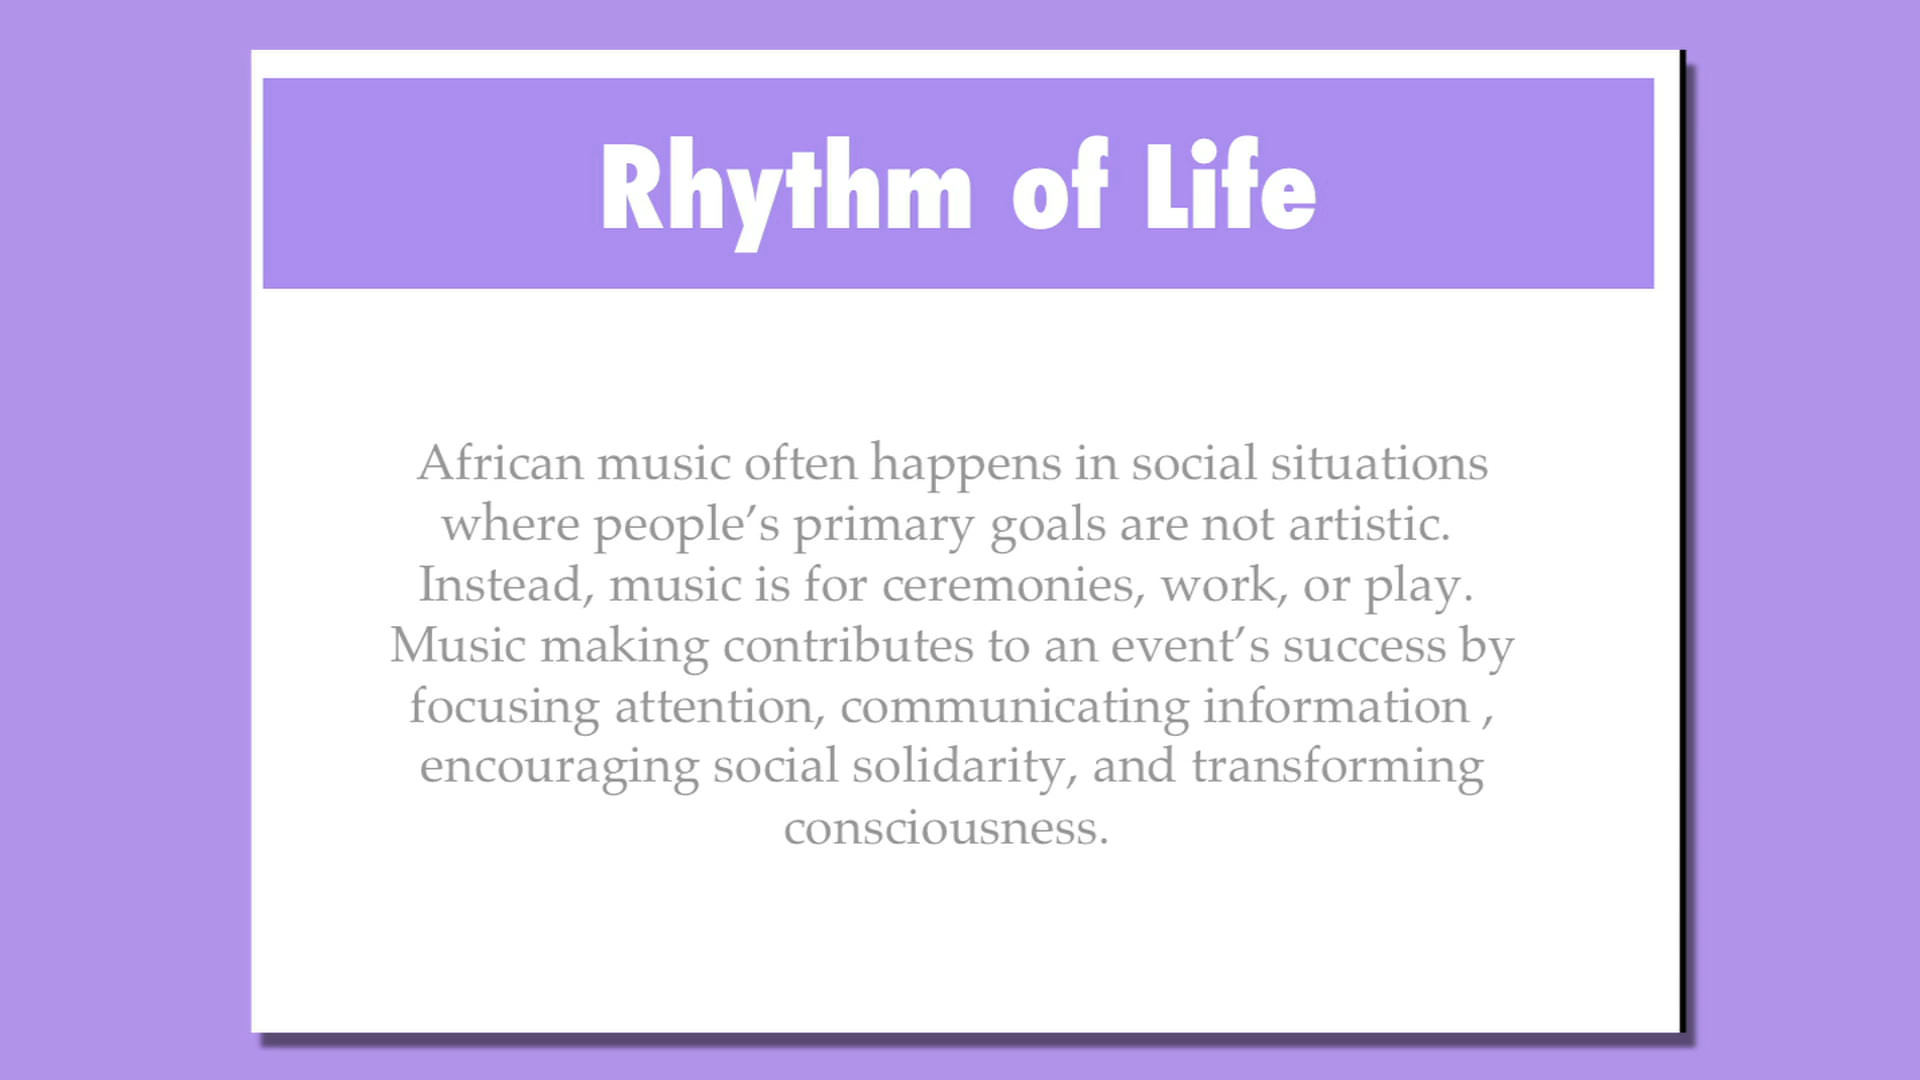 Rhythm of Life
African music often happens in social situations
where people’s primary goals are not artistic.
Instead, music is for ceremonies, work, or play.
Music making contributes to an event’s success by
focusing attention, communicating information ,
encouraging social solidarity, and transforming
consciousness.